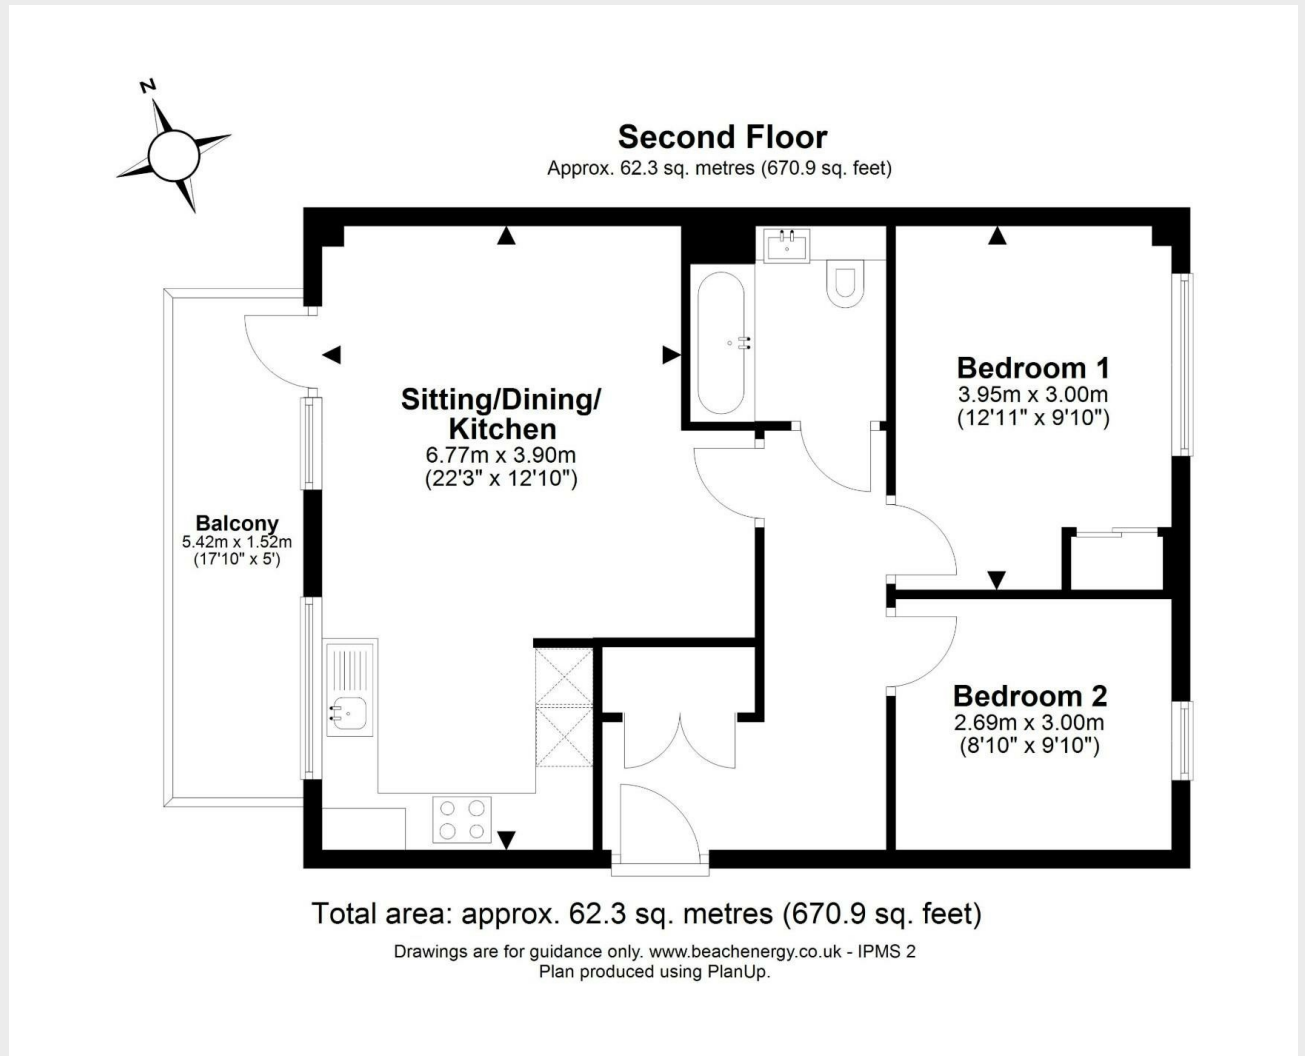 N
Second Floor
Approx. 62.3 sq. metres (670.9 sq. feet)
Sitting/Dining/
Kitchen
6.77m x 3.90m
(22'3" x 12'10")
Bedroom 1
3.95m x 3.00m
(12'11" x 9'10")
Balcony
5.42m x 1.52m
(17'10" x 5')
Bedroom 2
2.69m x 3.00m
(8'10" x 9'10")
Total area: approx. 62.3 sq. metres (670.9 sq. feet)
Drawings are for guidance only. www.beachenergy.co.uk - IPMS 2
Plan produced using PlanUp.